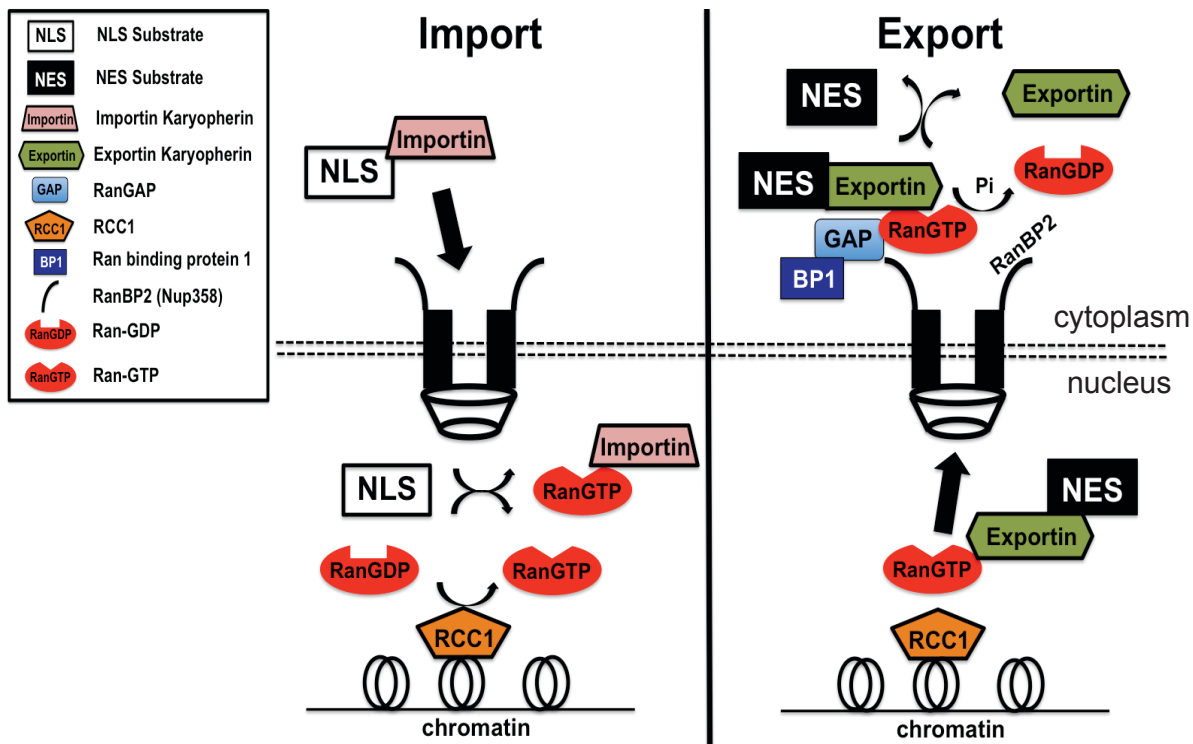 NLS NLS Substrate
NES NES Substrate
Importin Importin Karyopherin
Exportin Exportin Karyopherin
GAP RanGAP
RCC1 RCC1
BP1 Ran binding protein 1
RanBP2 (Nup358)
RanGDP Ran-GDP
RanGTP Ran-GTP
Import
Importin
NLS
Importin
NLS
RanGTP
RanGDP
RanGTP
RCC1
chromatin
Export
NES
Exportin
NES
Exportin
Pi
RanGDP
GAP
RanGTP
BP1
RanBP2
cytoplasm
nucleus
NES
Exportin
RanGTP
RCC1
chromatin